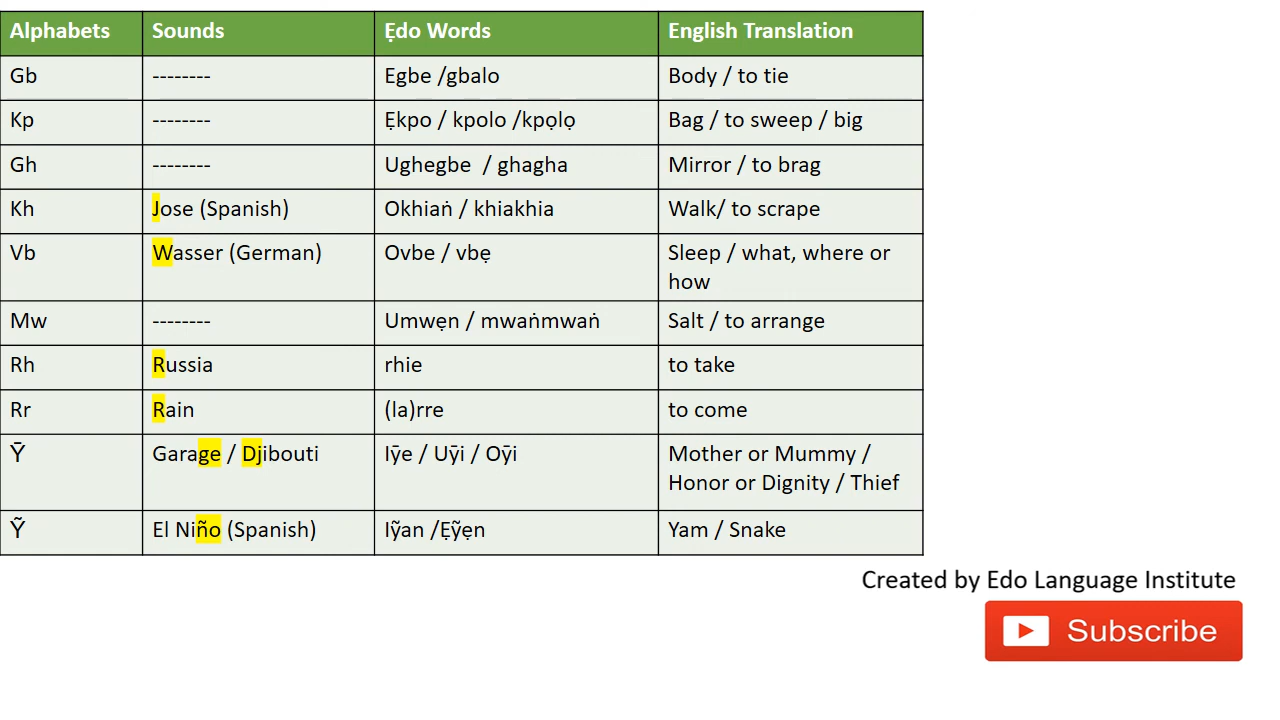 Alphabets Sounds Ẹdo Words English Translation
Gb -------- Egbe /gbalo Body / to tie
Kp -------- Ẹkpo / kpolo /kpọlọ Bag / to sweep / big
Gh -------- Ughegbe / ghagha Mirror / to brag
Kh Jose (Spanish) Okhiaṅ / khiakhia Walk/ to scrape
Vb Wasser (German) Ovbe / vbẹ Sleep / what, where or
how
Mw -------- Umwẹn / mwaṅmwaṅ Salt / to arrange
Rh Russia rhie to take
Rr Rain (la)rre to come
Ȳ Garage / Djibouti Iȳe / Uȳi / Oȳi Mother or Mummy /
Honor or Dignity / Thief
Ỹ El Niño (Spanish) Iỹan /Ẹỹẹn Yam / Snake
Created by Edo Language Institute
Subscribe